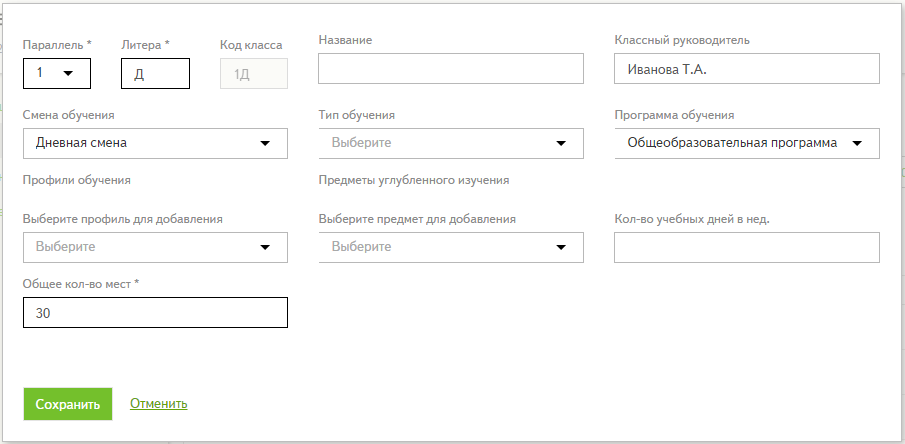 Параллель *
Литера *
Код класса
Название
Классный руководитель
1
Д
1Д
Иванова Т.А.
Смена обучения
Тип обучения
Программа обучения
Дневная смена
Выберите
Общеобразовательная программа
Профили обучения
Предметы углубленного изучения
Выберите профиль для добавления
Выберите предмет для добавления
Кол-во учебных дней в нед.
Выберите
Выберите
Общее кол-во мест *
30
Сохранить
Отменить